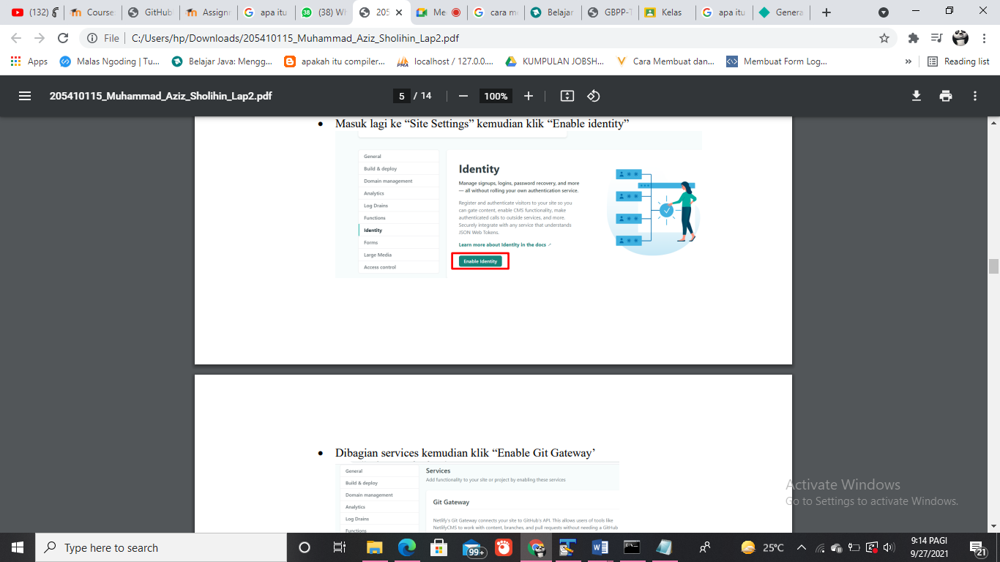 (132)
Course
GitHub
Assignm
apa itu
(38) W
205
Me
cara m
Belajar
GBPP-T
Kelas
apa itu
Genera
File
C:/Users/hp/Downloads/205410115_Muhammad_Aziz_Sholihin_Lap2.pdf
Apps
Malas Ngoding | Tu...
Belajar Java: Mengg...
apakah itu compiler...
localhost / 127.0.0....
KUMPULAN JOBSH...
Cara Membuat dan...
Membuat Form Log...
»
Reading list
205410115_Muhammad_Aziz_Sholihin_Lap2.pdf
5 / 14
100%
• Masuk lagi ke “Site Settings” kemudian klik “Enable identity”
General
Build & deploy
Domain management
Analytics
Log Drains
Functions
Identity
Forms
Large Media
Access control
Identity
Manage signups, logins, password recovery, and more
— all without rolling your own authentication service.
Register and authenticate visitors to your site so you
can gate content, enable CMS functionality, make
authenticated calls to outside services, and more.
Securely integrate with any service that understands
JSON Web Tokens.
Learn more about Identity in the docs
Enable Identity
• Dibagian services kemudian klik “Enable Git Gateway’
General
Build & deploy
Domain management
Analytics
Log Drains
Functions
Services
Add functionality to your site or project by enabling these services
Git Gateway
Netlify's Git Gateway connects your site to GitHub's API. This allows users of tools like
NetlifyCMS to work with content, branches, and pull requests without needing a GitHub
Activate Windows
Go to Settings to activate Windows.
Type here to search
99+
25°C
9:14 PAGI
9/27/2021
21